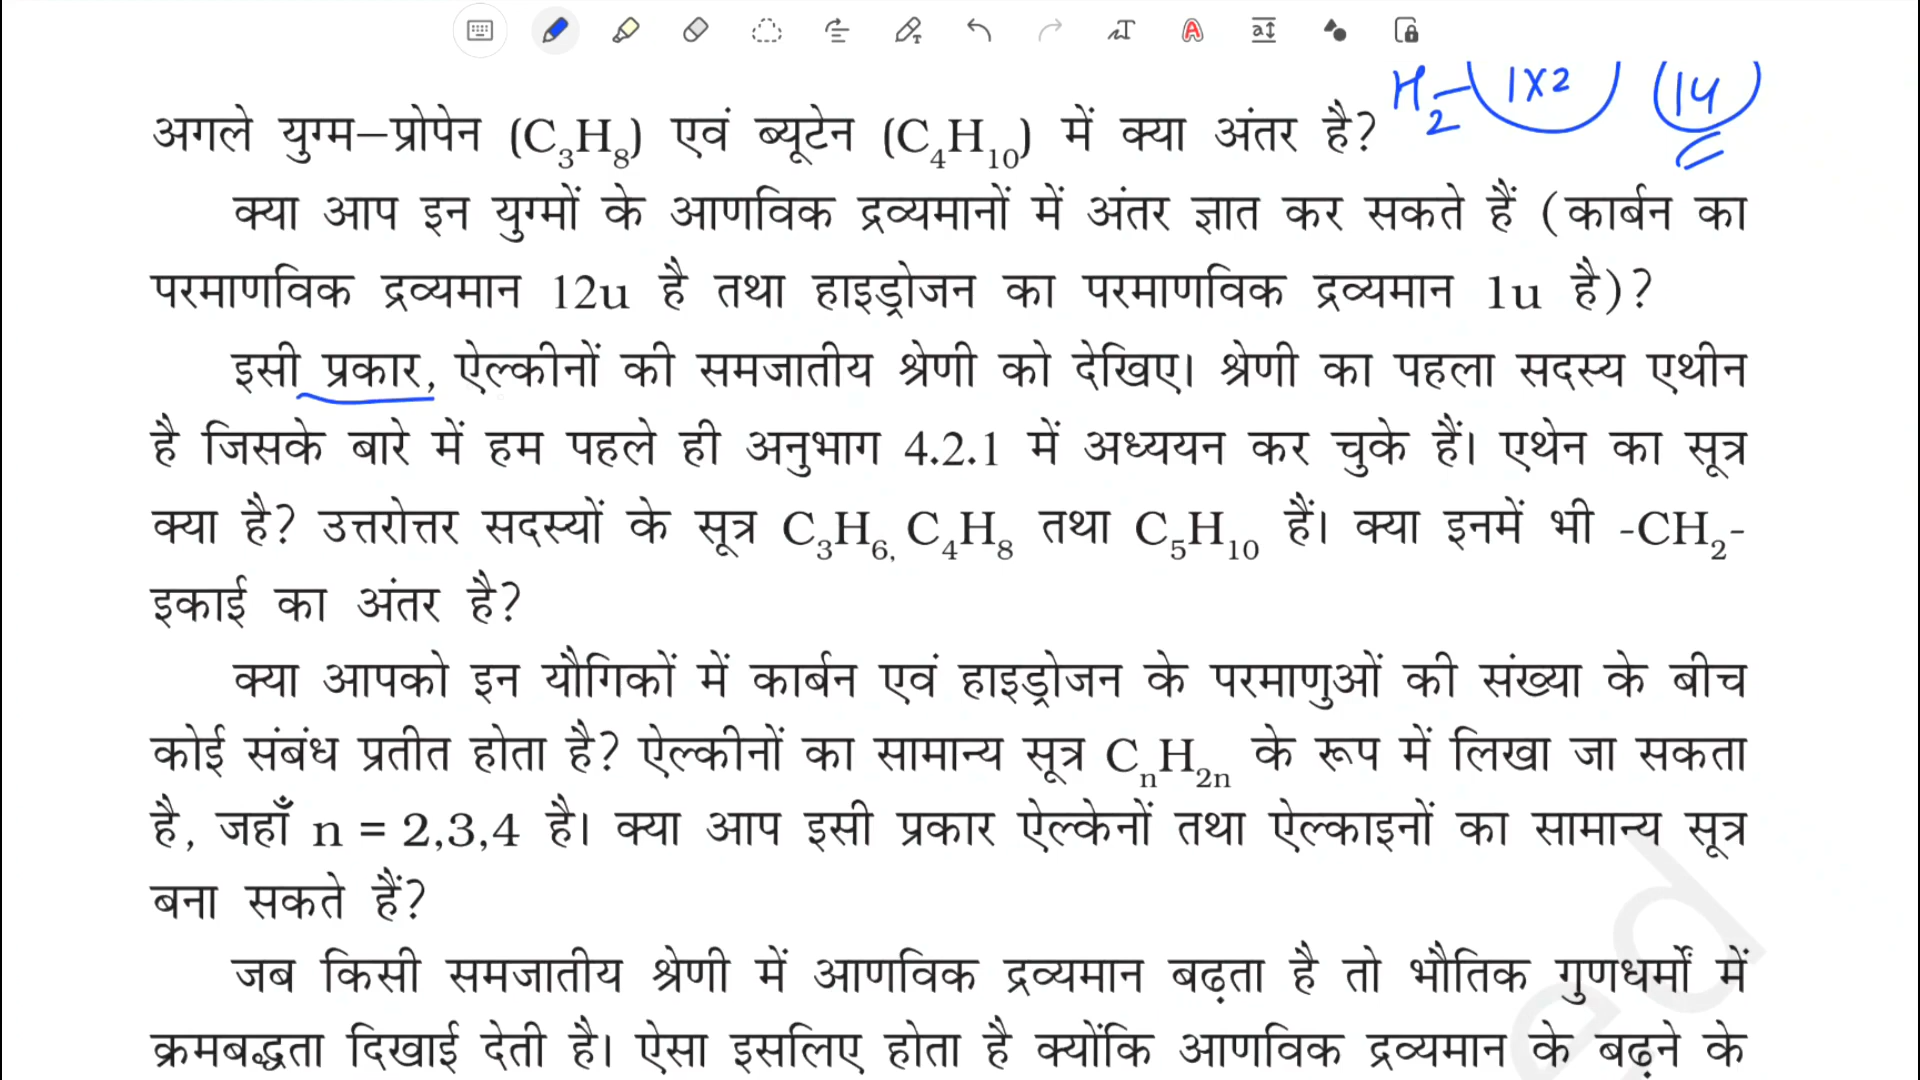 H₂- 1X2 14
अगले युग्म–प्रोपेन (C₃H₈) एवं ब्यूटेन (C₄H₁₀) में क्या अंतर है?
क्या आप इन युग्मों के आणविक द्रव्यमानों में अंतर ज्ञात कर सकते हैं (कार्बन का
परमाणविक द्रव्यमान 12u है तथा हाइड्रोजन का परमाणविक द्रव्यमान 1u है)?
इसी प्रकार, ऐल्कीनों की समजातीय श्रेणी को देखिए। श्रेणी का पहला सदस्य एथीन
है जिसके बारे में हम पहले ही अनुभाग 4.2.1 में अध्ययन कर चुके हैं। एथेन का सूत्र
क्या है? उत्तरोत्तर सदस्यों के सूत्र C₃H₆, C₄H₈ तथा C₅H₁₀ हैं। क्या इनमें भी -CH₂-
इकाई का अंतर है?
क्या आपको इन यौगिकों में कार्बन एवं हाइड्रोजन के परमाणुओं की संख्या के बीच
कोई संबंध प्रतीत होता है? ऐल्कीनों का सामान्य सूत्र CₙH₂ₙ के रूप में लिखा जा सकता
है, जहाँ n = 2,3,4 है। क्या आप इसी प्रकार ऐल्केनों तथा ऐल्काइनों का सामान्य सूत्र
बना सकते हैं?
जब किसी समजातीय श्रेणी में आणविक द्रव्यमान बढ़ता है तो भौतिक गुणधर्मों में
क्रमबद्धता दिखाई देती है। ऐसा इसलिए होता है क्योंकि आणविक द्रव्यमान के बढ़ने के